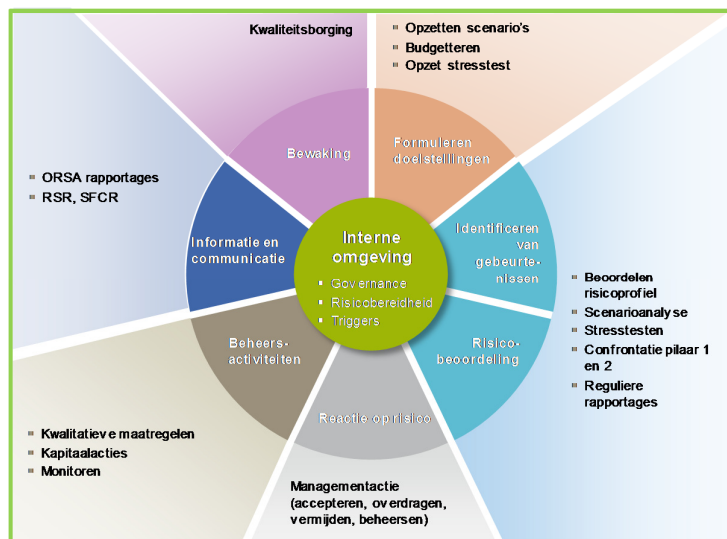 Kwaliteitsborging
Opzetten scenario's
Budgetteren
Opzet stresstest
Bewaking
Formuleren
doelstellingen
ORSA rapportages
RSR, SFCR
Informatie en
communicatie
Identificeren
van
gebeurte-
nissen
Interne
omgeving
Governance
Risicobereidheid
Triggers
Beoordelen
risicoprofiel
Scenarioanalyse
Stresstesten
Confrontatie pilaar 1
en 2
Reguliere
rapportages
Beheers-
activiteiten
Risico-
beoordeling
Reactie op risico
Kwalitatieve maatregelen
Kapitaalacties
Monitoren
Managementactie
(accepteren, overdragen,
vermijden, beheersen)